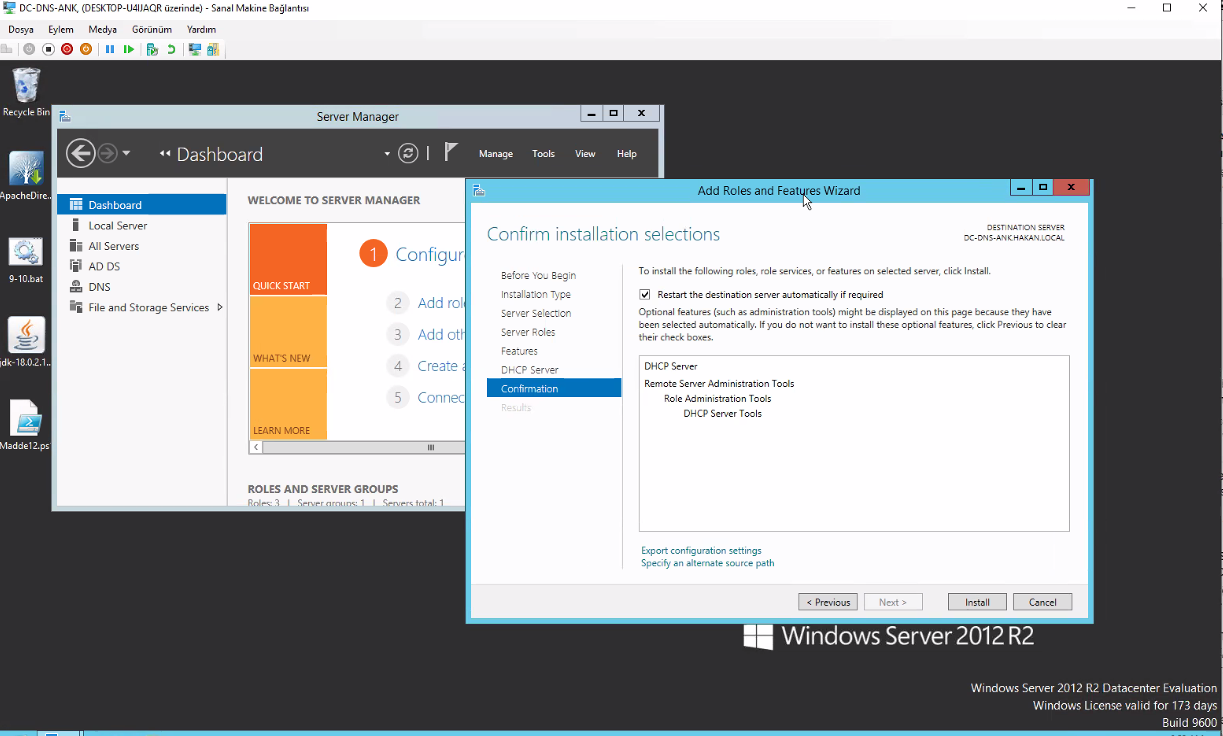 DC-DNS-ANK, (DESKTOP-U4IJAQR üzerinde) - Sanal Makine Bağlantısı
Dosya Eylem Medya Görünüm Yardım
Recycle Bin
ApacheDire...
9-10.bat
jdk-18.0.2.1...
Madde12.ps
Server Manager
Dashboard
Manage Tools View Help
Dashboard
Local Server
All Servers
AD DS
DNS
File and Storage Services
WELCOME TO SERVER MANAGER
QUICK START
WHAT'S NEW
LEARN MORE
1 Configur
2 Add role
3 Add oth
4 Create a
5 Connec
ROLES AND SERVER GROUPS
Roles: 3 | Server groups: 1 | Servers total: 1
Add Roles and Features Wizard
Confirm installation selections
DESTINATION SERVER
DC-DNS-ANK.HAKAN.LOCAL
Before You Begin
Installation Type
Server Selection
Server Roles
Features
DHCP Server
Confirmation
Results
To install the following roles, role services, or features on selected server, click Install.
Restart the destination server automatically if required
Optional features (such as administration tools) might be displayed on this page because they have
been selected automatically. If you do not want to install these optional features, click Previous to clear
their check boxes.
DHCP Server
Remote Server Administration Tools
Role Administration Tools
DHCP Server Tools
Export configuration settings
Specify an alternate source path
< Previous Next > Install Cancel
Windows Server 2012 R2
Windows Server 2012 R2 Datacenter Evaluation
Windows License valid for 173 days
Build 9600